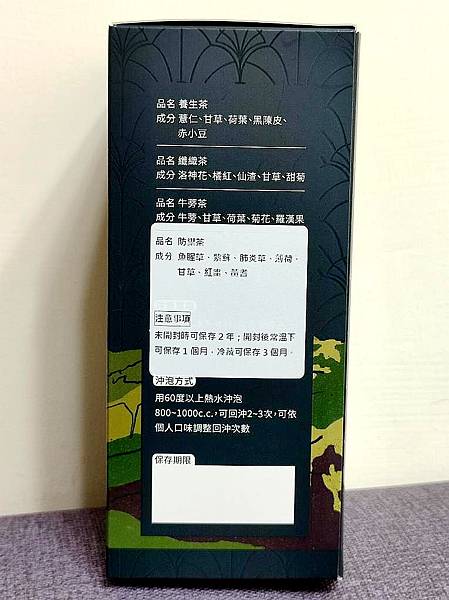 品名 養生茶
成分 薏仁、甘草、荷葉、黑陳皮、
赤小豆
品名 纖纖茶
成分 洛神花、橘紅、仙渣、甘草、甜菊
品名 牛蒡茶
成分 牛蒡、甘草、荷葉、菊花、羅漢果
品名 防禦茶
成分 魚腥草、紫蘇、肺炎草、薄荷、
甘草、紅棗、黃耆
注意事項
未開封時可保存2年；開封後常溫下
可保存1個月，冷藏可保存3個月。
沖泡方式
用60度以上熱水沖泡
800~1000c.c.，可回沖2~3次，可依
個人口味調整回沖次數
保存期限